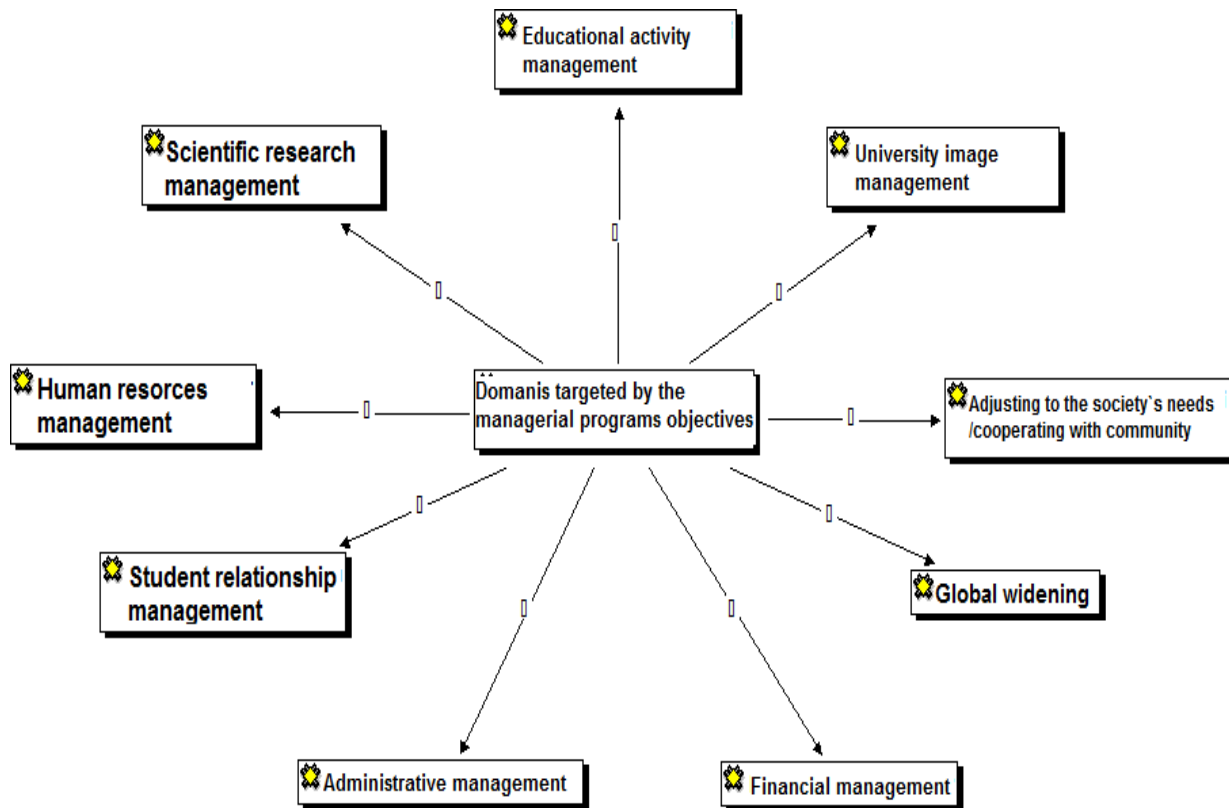 Educational activity
management
Scientific research
management
University image
management
Human resorces
management
Domanis targeted by the
managerial programs objectives
Adjusting to the society`s needs
/cooperating with community
Student relationship
management
Global widening
Administrative management
Financial management